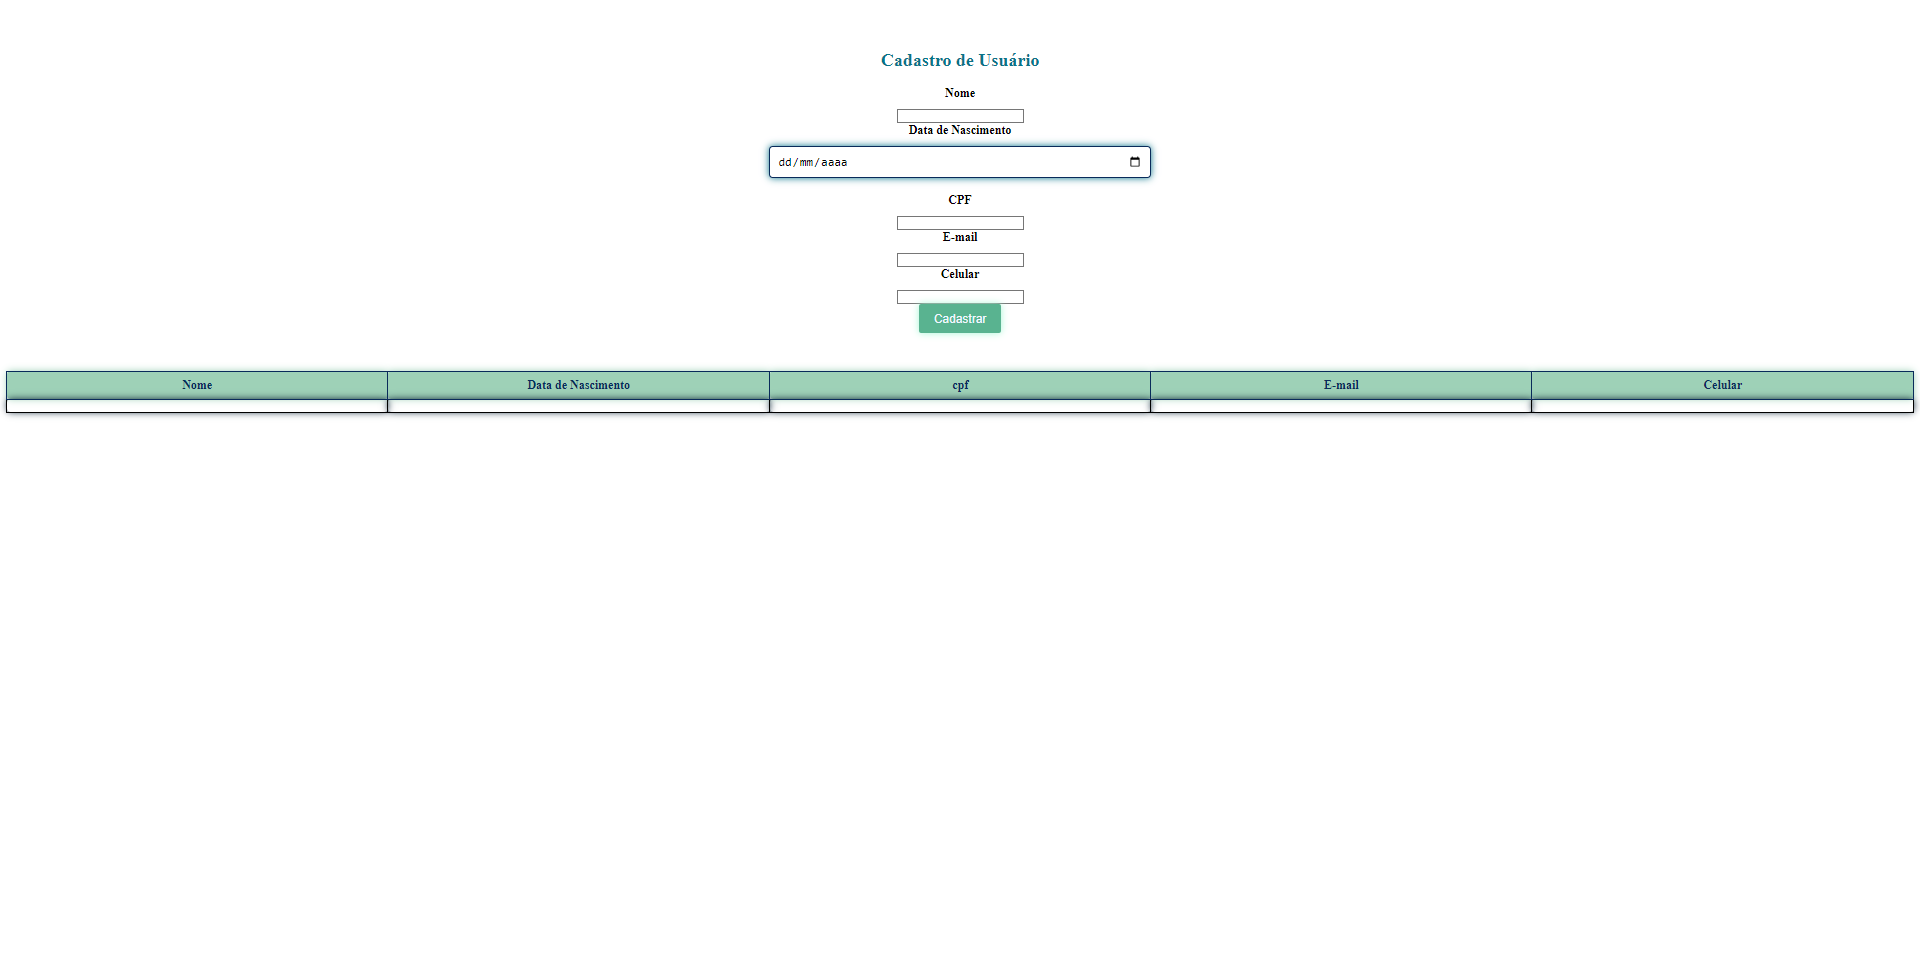 Cadastro de Usuário
Nome
Data de Nascimento
dd/mm/aaaa
CPF
E-mail
Celular
Cadastrar
Nome Data de Nascimento cpf E-mail Celular